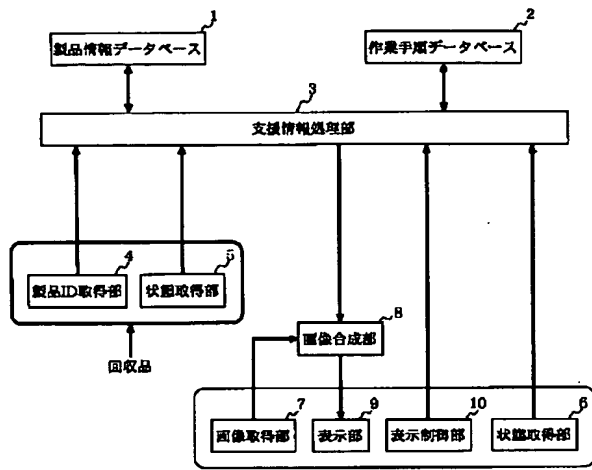 1
製品情報データベース
2
作業手順データベース
3
支援情報処理部
4
製品ID取得部
5
状態取得部
回収品
8
画像合成部
7
画像取得部
9
表示部
10
表示制御部
6
状態取得部